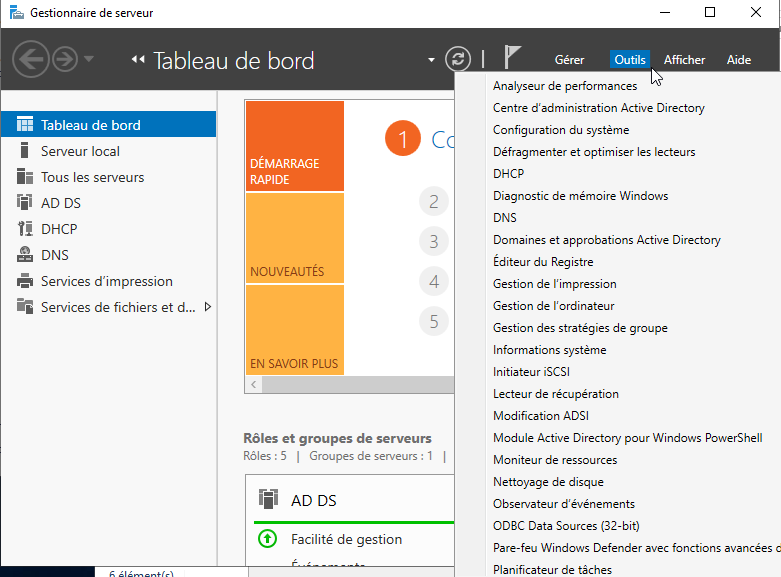 Gestionnaire de serveur
Tableau de bord
Gérer Outils Afficher Aide
Tableau de bord
Serveur local
Tous les serveurs
AD DS
DHCP
DNS
Services d'impression
Services de fichiers et d...
DÉMARRAGE
RAPIDE
NOUVEAUTÉS
EN SAVOIR PLUS
1 Co
2
3
4
5
Rôles et groupes de serveurs
Rôles : 5 | Groupes de serveurs : 1 |
AD DS
Facilité de gestion
Événements
6 élément(s)
Analyseur de performances
Centre d'administration Active Directory
Configuration du système
Défragmenter et optimiser les lecteurs
DHCP
Diagnostic de mémoire Windows
DNS
Domaines et approbations Active Directory
Éditeur du Registre
Gestion de l'impression
Gestion de l'ordinateur
Gestion des stratégies de groupe
Informations système
Initiateur iSCSI
Lecteur de récupération
Modification ADSI
Module Active Directory pour Windows PowerShell
Moniteur de ressources
Nettoyage de disque
Observateur d'événements
ODBC Data Sources (32-bit)
Pare-feu Windows Defender avec fonctions avancées d
Planificateur de tâches